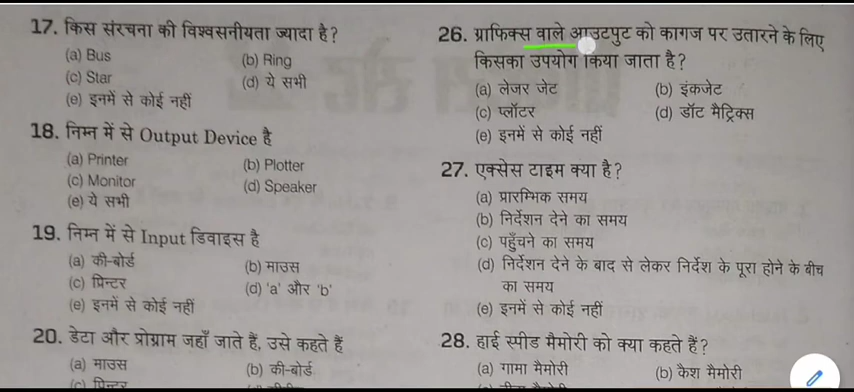 17. किस संरचना की विश्वसनीयता ज्यादा है?
(a) Bus
(b) Ring
(c) Star
(d) ये सभी
(e) इनमें से कोई नहीं
18. निम्न में से Output Device है
(a) Printer
(b) Plotter
(c) Monitor
(d) Speaker
(e) ये सभी
19. निम्न में से Input डिवाइस है
(a) की-बोर्ड
(b) माउस
(c) प्रिन्टर
(d) 'a' और 'b'
(e) इनमें से कोई नहीं
20. डेटा और प्रोग्राम जहाँ जाते हैं, उसे कहते हैं
(a) माउस
(b) की-बोर्ड
(c) प्रिन्टर
26. ग्राफिक्स वाले आउटपुट को कागज पर उतारने के लिए
किसका उपयोग किया जाता है?
(a) लेजर जेट
(b) इंकजेट
(c) प्लॉटर
(d) डॉट मैट्रिक्स
(e) इनमें से कोई नहीं
27. एक्सेस टाइम क्या है?
(a) प्रारम्भिक समय
(b) निर्देशन देने का समय
(c) पहुँचने का समय
(d) निर्देशन देने के बाद से लेकर निर्देश के पूरा होने के बीच
का समय
(e) इनमें से कोई नहीं
28. हाई स्पीड मैमोरी को क्या कहते हैं?
(a) गामा मैमोरी
(b) कैश मैमोरी